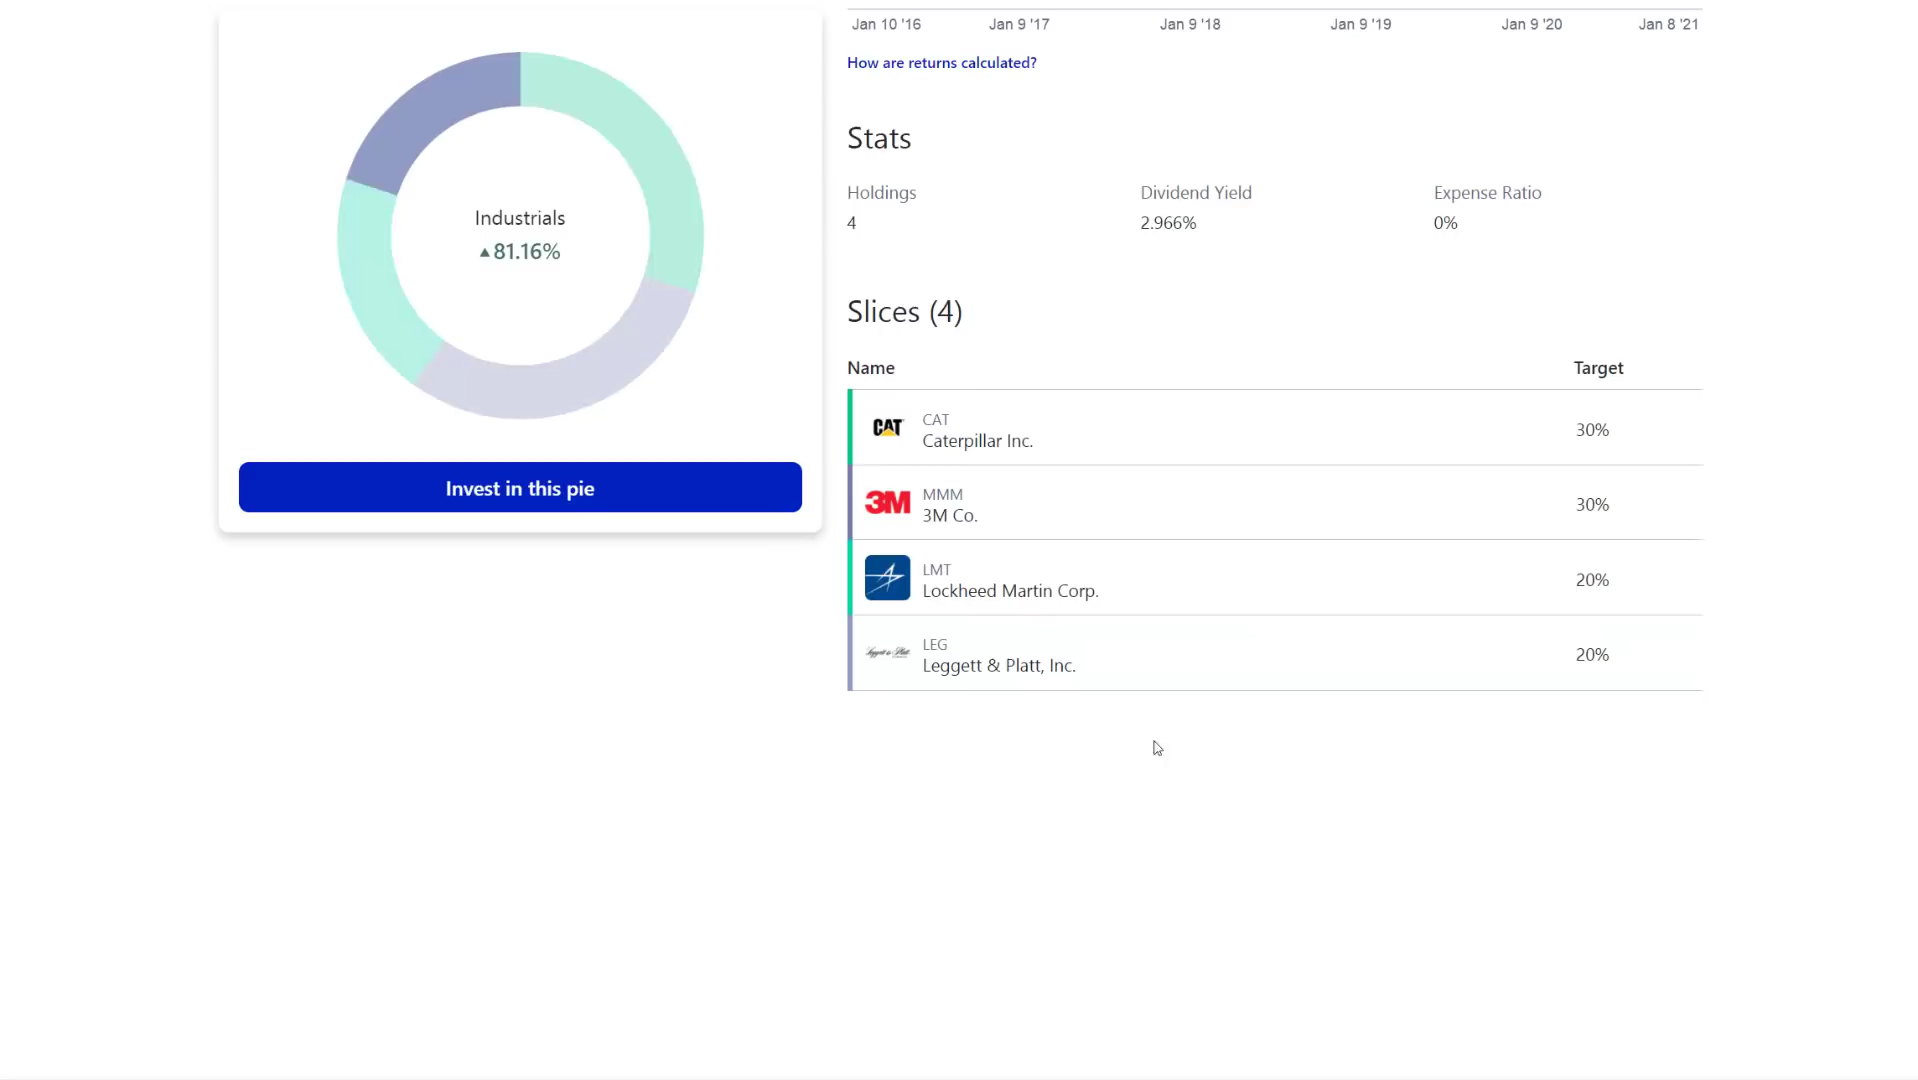 Jan 10 '16 Jan 9 '17 Jan 9 '18 Jan 9 '19 Jan 9 '20 Jan 8 '21
How are returns calculated?
Industrials
▲81.16%
Invest in this pie
Stats
Holdings Dividend Yield Expense Ratio
4 2.966% 0%
Slices (4)
Name Target
CAT
CAT
Caterpillar Inc.
30%
3M
MMM
3M Co.
30%
LMT
Lockheed Martin Corp.
20%
Leggett & Platt
LEG
Leggett & Platt, Inc.
20%